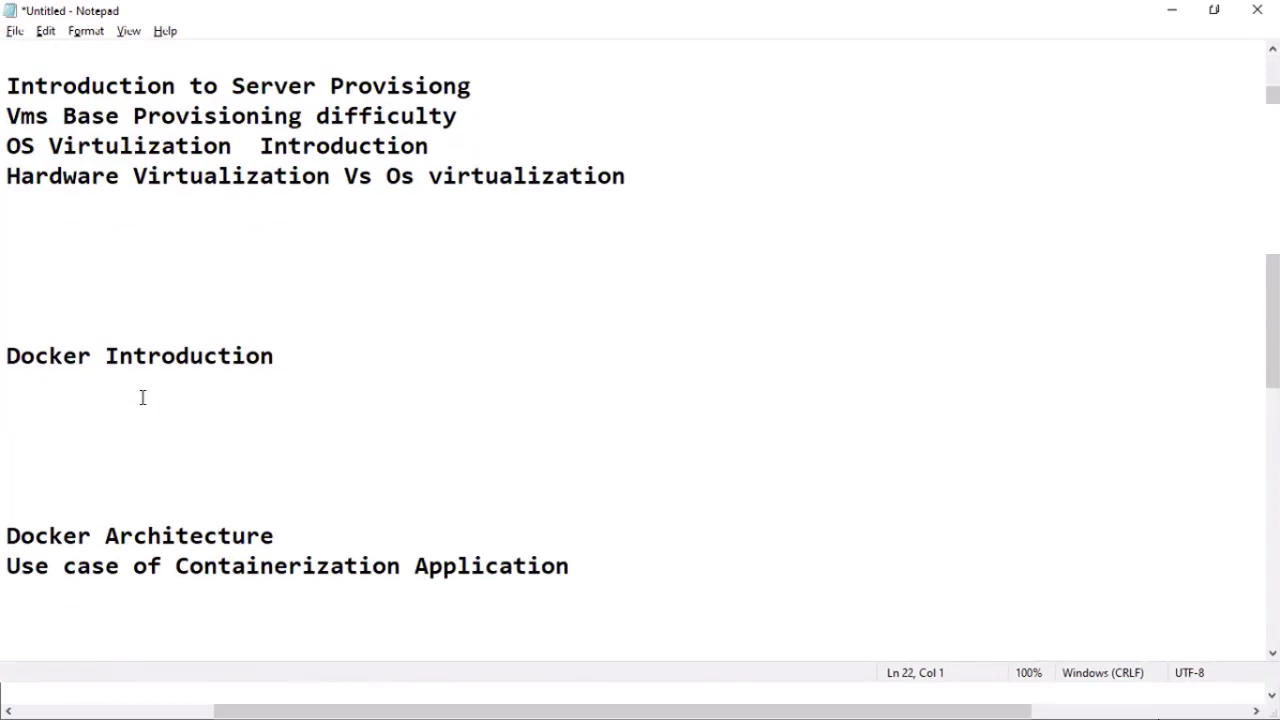 *Untitled - Notepad
File Edit Format View Help
Introduction to Server Provisiong
Vms Base Provisioning difficulty
OS Virtulization  Introduction
Hardware Virtualization Vs Os virtualization
Docker Introduction
Docker Architecture
Use case of Containerization Application
Ln 22, Col 1 100% Windows (CRLF) UTF-8